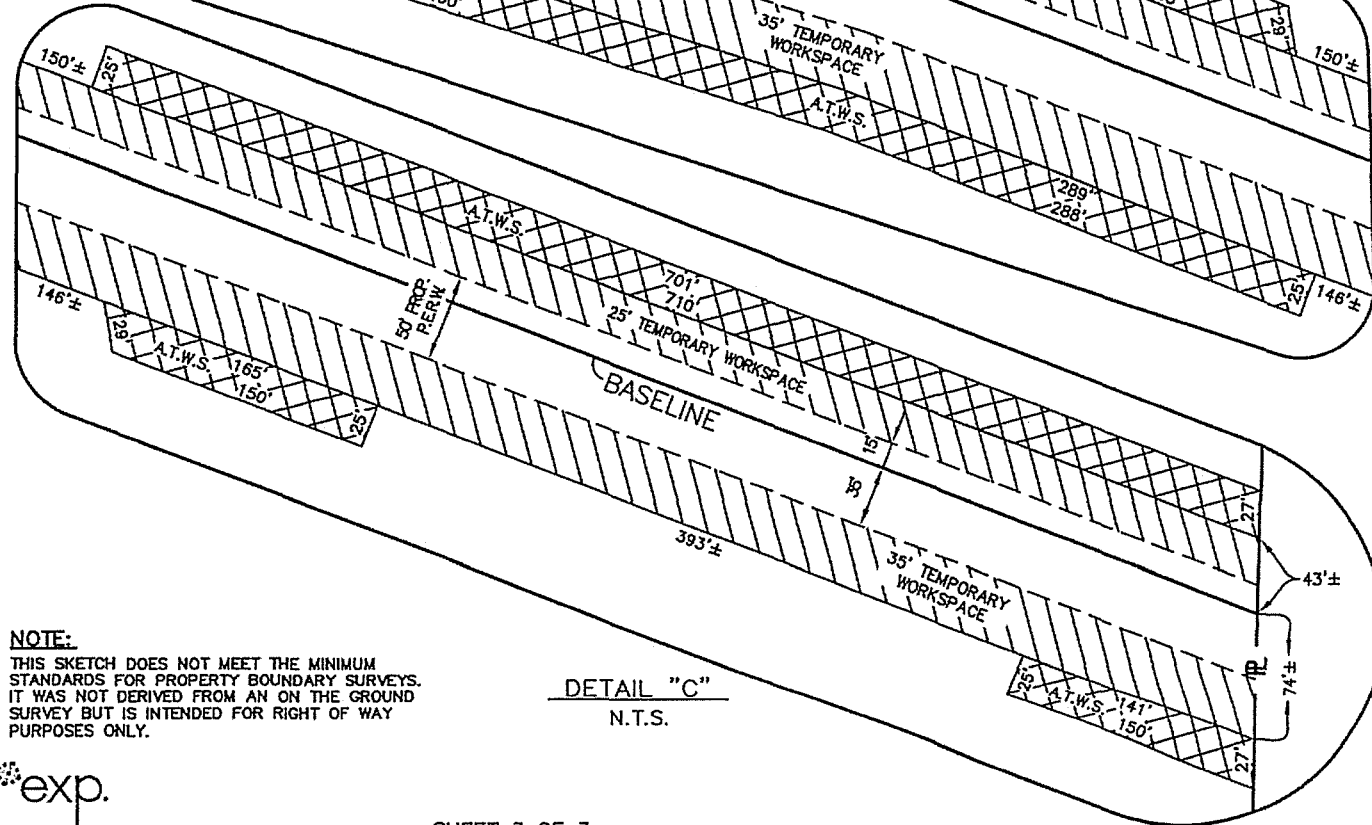 150'±
25'
35' TEMPORARY
WORKSPACE
A.T.W.S.
289'
288'
25'
146'±
29'
150'±
A.T.W.S.
701'
710'
25' TEMPORARY WORKSPACE
50' PROP.
P.E.R.W.
BASELINE
146'±
29'
A.T.W.S. 165'
150'
25'
15'
35'
393'±
35' TEMPORARY
WORKSPACE
27'
43'±
74'±
25'
A.T.W.S. 141'
150'
27'
NOTE:
THIS SKETCH DOES NOT MEET THE MINIMUM
STANDARDS FOR PROPERTY BOUNDARY SURVEYS.
IT WAS NOT DERIVED FROM AN ON THE GROUND
SURVEY BUT IS INTENDED FOR RIGHT OF WAY
PURPOSES ONLY.
DETAIL "C"
N.T.S.
exp.